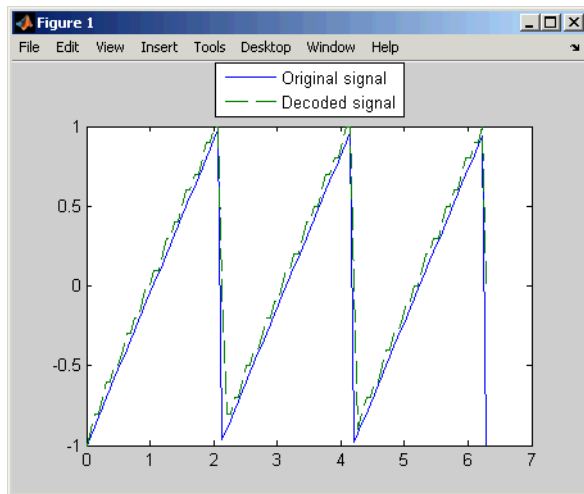 Figure 1
File Edit View Insert Tools Desktop Window Help
Original signal
Decoded signal
1
0.5
0
-0.5
-1
0 1 2 3 4 5 6 7